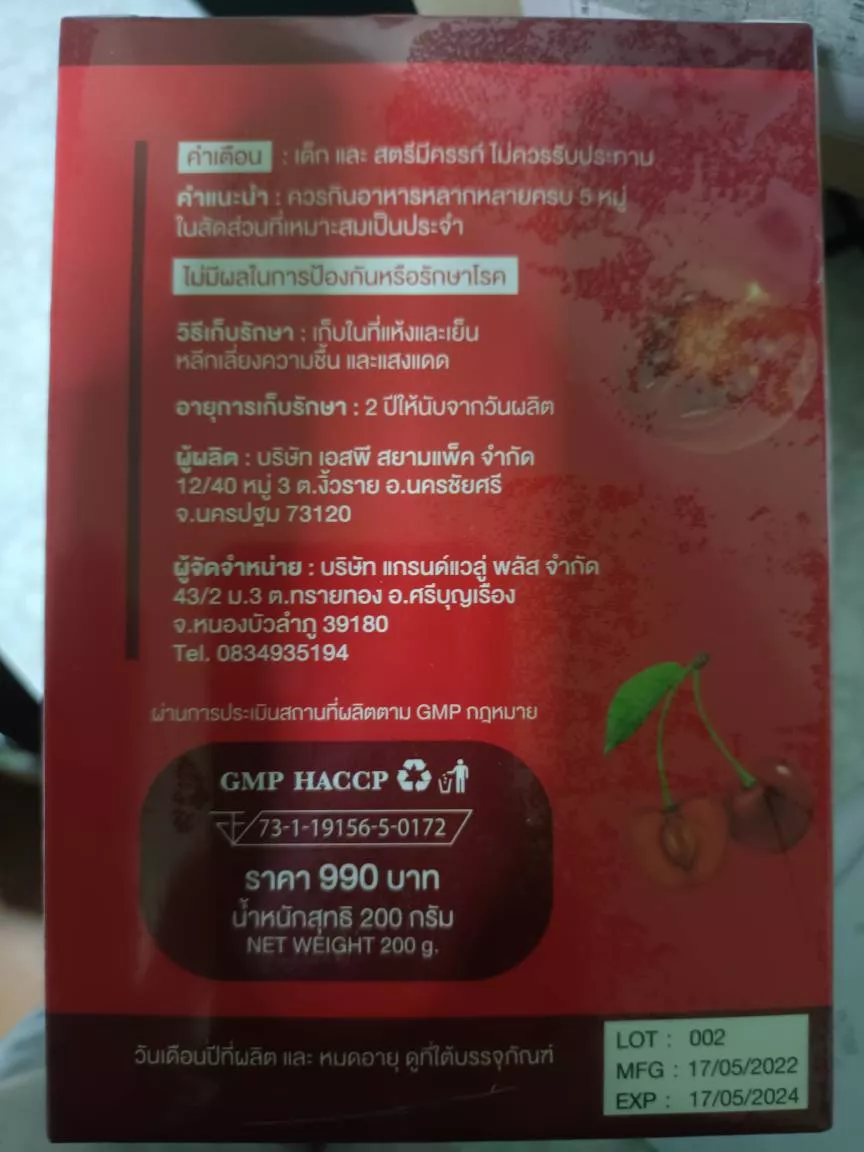 คำเตือน : เด็ก และ สตรีมีครรภ์ ไม่ควรรับประทาน
คำแนะนำ : ควรกินอาหารหลากหลายครบ 5 หมู่
ในสัดส่วนที่เหมาะสมเป็นประจำ
ไม่มีผลในการป้องกันหรือรักษาโรค
วิธีเก็บรักษา : เก็บในที่แห้งและเย็น
หลีกเลี่ยงความชื้น และแสงแดด
อายุการเก็บรักษา : 2 ปีให้นับจากวันผลิต
ผู้ผลิต : บริษัท เอสพี สยามแพ็ค จำกัด
12/40 หมู่ 3 ต.งิ้วราย อ.นครชัยศรี
จ.นครปฐม 73120
ผู้จัดจำหน่าย : บริษัท แกรนด์แวลู่ พลัส จำกัด
43/2 ม.3 ต.ทรายทอง อ.ศรีบุญเรือง
จ.หนองบัวลำภู 39180
Tel. 0834935194
ผ่านการประเมินสถานที่ผลิตตาม GMP กฎหมาย
GMP HACCP
73-1-19156-5-0172
ราคา 990 บาท
น้ำหนักสุทธิ 200 กรัม
NET WEIGHT 200 g.
วันเดือนปีที่ผลิต และ หมดอายุ ดูที่ใต้บรรจุภัณฑ์
LOT : 002
MFG : 17/05/2022
EXP : 17/05/2024